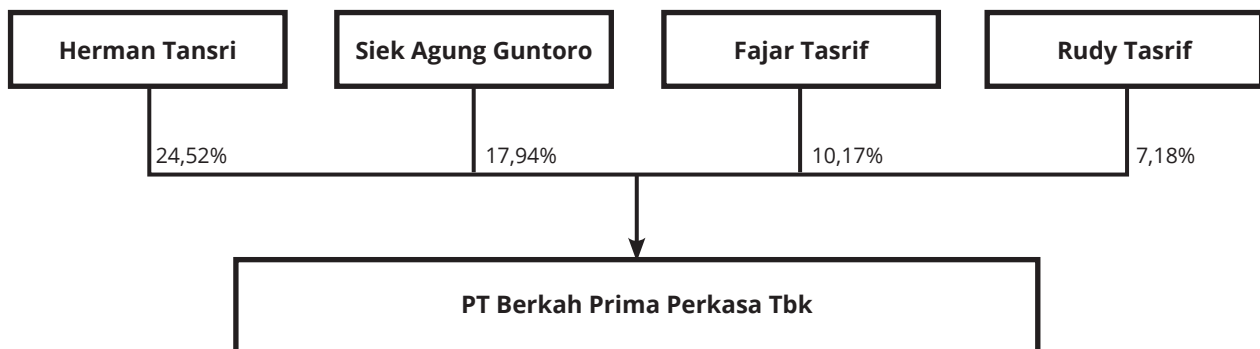 Herman Tansri
Siek Agung Guntoro
Fajar Tasrif
Rudy Tasrif
24,52%
17,94%
10,17%
7,18%
PT Berkah Prima Perkasa Tbk